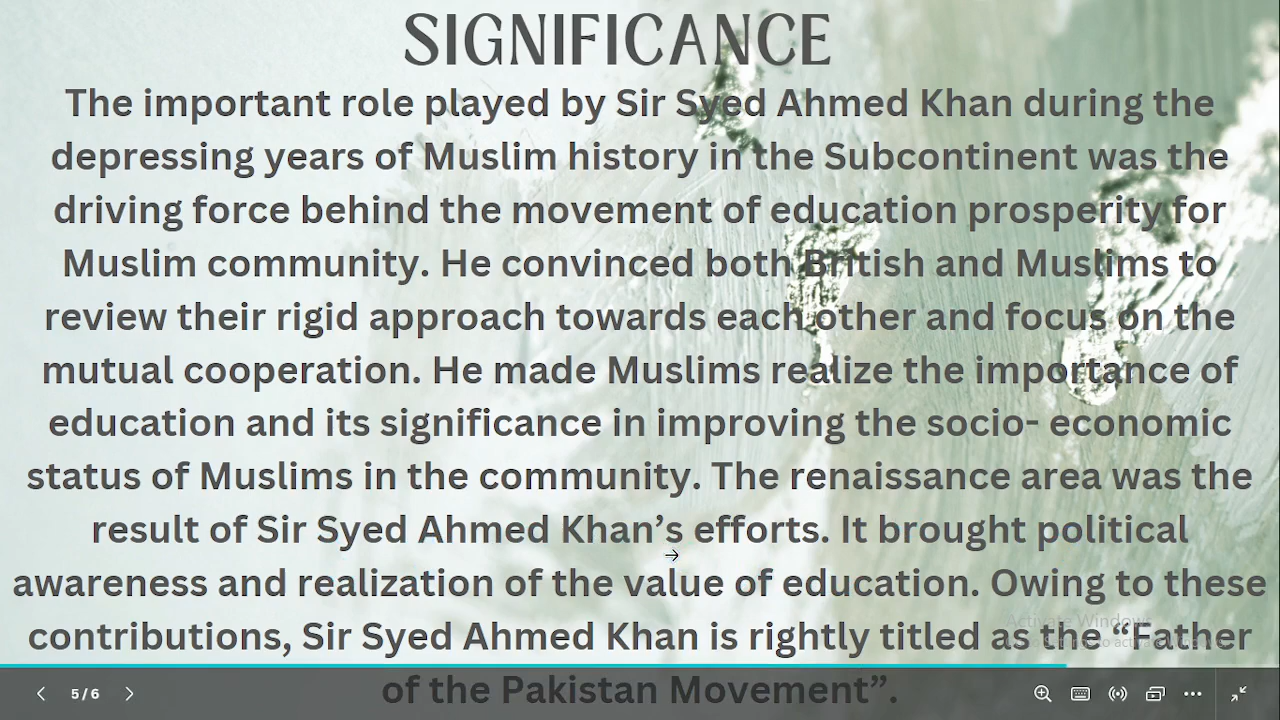 SIGNIFICANCE
The important role played by Sir Syed Ahmed Khan during the
depressing years of Muslim history in the Subcontinent was the
driving force behind the movement of education prosperity for
Muslim community. He convinced both British and Muslims to
review their rigid approach towards each other and focus on the
mutual cooperation. He made Muslims realize the importance of
education and its significance in improving the socio- economic
status of Muslims in the community. The renaissance area was the
result of Sir Syed Ahmed Khan’s efforts. It brought political
awareness and realization of the value of education. Owing to these
contributions, Sir Syed Ahmed Khan is rightly titled as the “Father
of the Pakistan Movement”.
Activate Windows
5/6